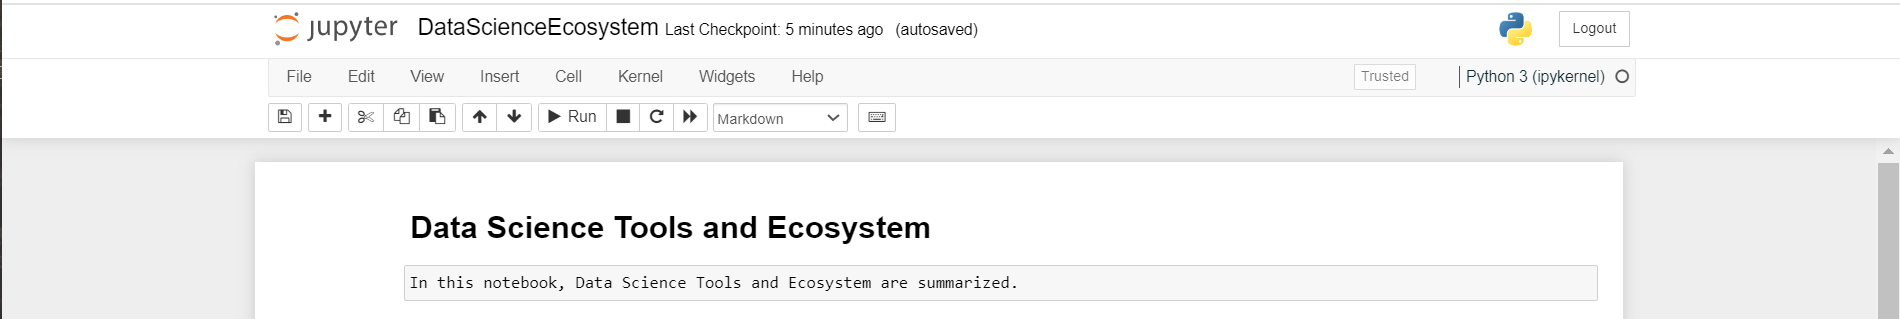 jupyter DataScienceEcosystem Last Checkpoint: 5 minutes ago (autosaved) Logout
File Edit View Insert Cell Kernel Widgets Help Trusted Python 3 (ipykernel)
Run Markdown
Data Science Tools and Ecosystem
In this notebook, Data Science Tools and Ecosystem are summarized.